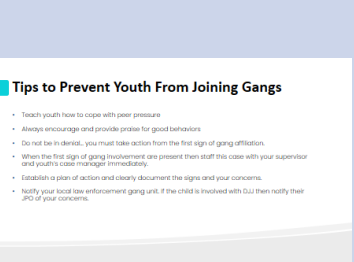 Tips to Prevent Youth From Joining Gangs
• Teach youth how to cope with peer pressure
• Always encourage and provide praise for good behaviors
• Do not be in denial... you must take action from the first sign of gang affiliation.
• When the first sign of gang involvement are present then staff this case with your supervisor
and youth's case manager immediately.
• Establish a plan of action and clearly document the signs and your concerns.
• Notify your local law enforcement gang unit. If the child is involved with DJJ then notify their
JPO of your concerns.